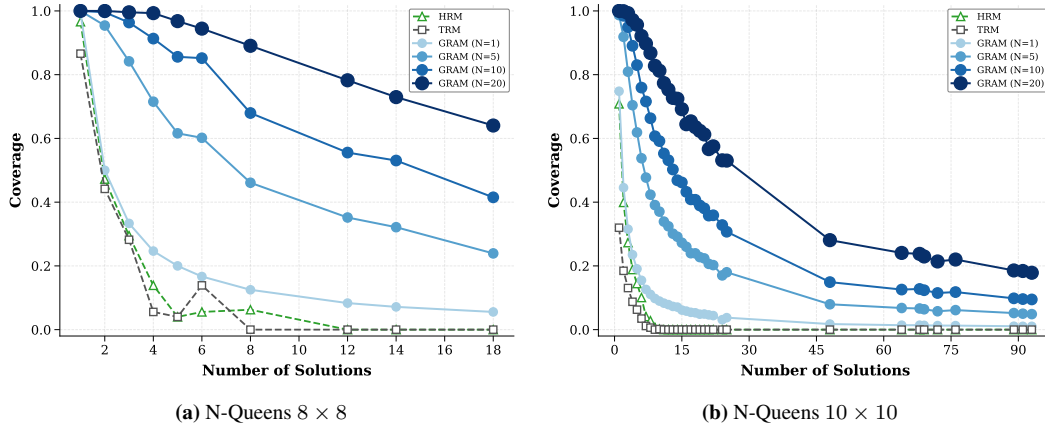 1.0
0.8
0.6
0.4
0.2
0.0
Coverage
2
4
6
8
10
12
14
16
18
Number of Solutions
HRM
TRM
GRAM (N=1)
GRAM (N=5)
GRAM (N=10)
GRAM (N=20)
(a) N-Queens 8 × 8
1.0
0.8
0.6
0.4
0.2
0.0
Coverage
0
15
30
45
60
75
90
Number of Solutions
HRM
TRM
GRAM (N=1)
GRAM (N=5)
GRAM (N=10)
GRAM (N=20)
(b) N-Queens 10 × 10